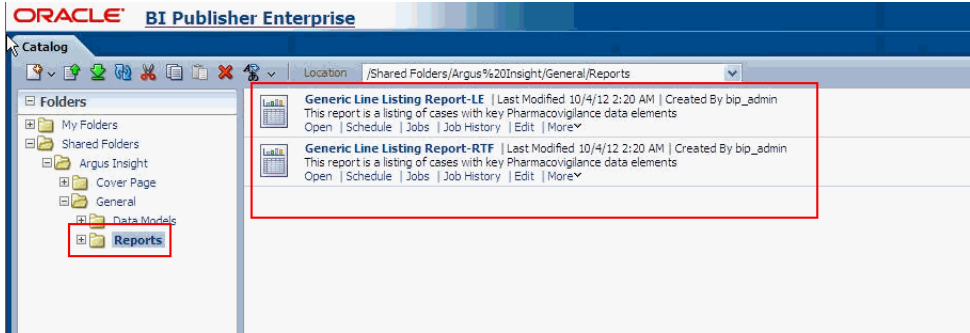 ORACLE BI Publisher Enterprise
Catalog
Location /Shared Folders/Argus%20Insight/General/Reports
Folders
My Folders
Shared Folders
Argus Insight
Cover Page
General
Data Models
Reports
Generic Line Listing Report-LE | Last Modified 10/4/12 2:20 AM | Created By bip_admin
This report is a listing of cases with key Pharmacovigilance data elements
Open | Schedule | Jobs | Job History | Edit | More
Generic Line Listing Report-RTF | Last Modified 10/4/12 2:20 AM | Created By bip_admin
This report is a listing of cases with key Pharmacovigilance data elements
Open | Schedule | Jobs | Job History | Edit | More